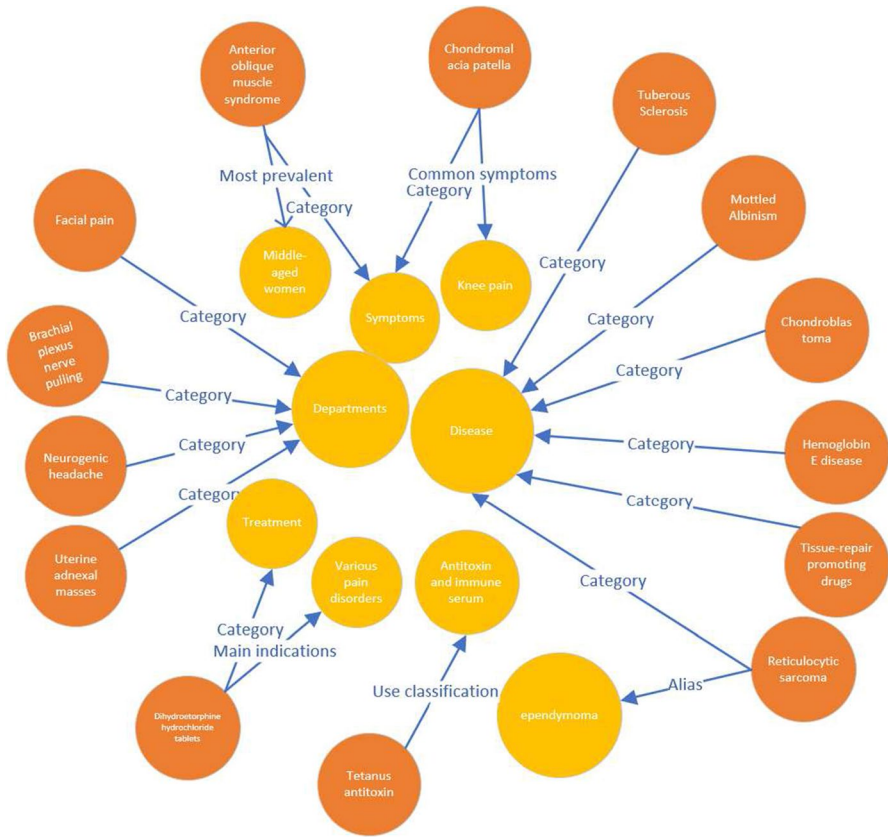 Anterior
oblique
muscle
syndrome
Chondromal
acia patella
Tuberous
Sclerosis
Most prevalent
Common symptoms
Category
Category
Mottled
Albinism
Facial pain
Middle-
aged
women
Knee pain
Category
Symptoms
Category
Category
Brachial
plexus
nerve
pulling
Chondroblas
toma
Category
Category
Departments
Disease
Neurogenic
headache
Category
Category
Hemoglobin
E disease
Category
Category
Treatment
Uterine
adnexal
masses
Various
pain
disorders
Antitoxin
and immune
serum
Tissue-repair
promoting
drugs
Category
Category
Main indications
Reticulocytic
sarcoma
Alias
Use classification
ependymoma
Dihydroetorphine
hydrochloride
tablets
Tetanus
antitoxin